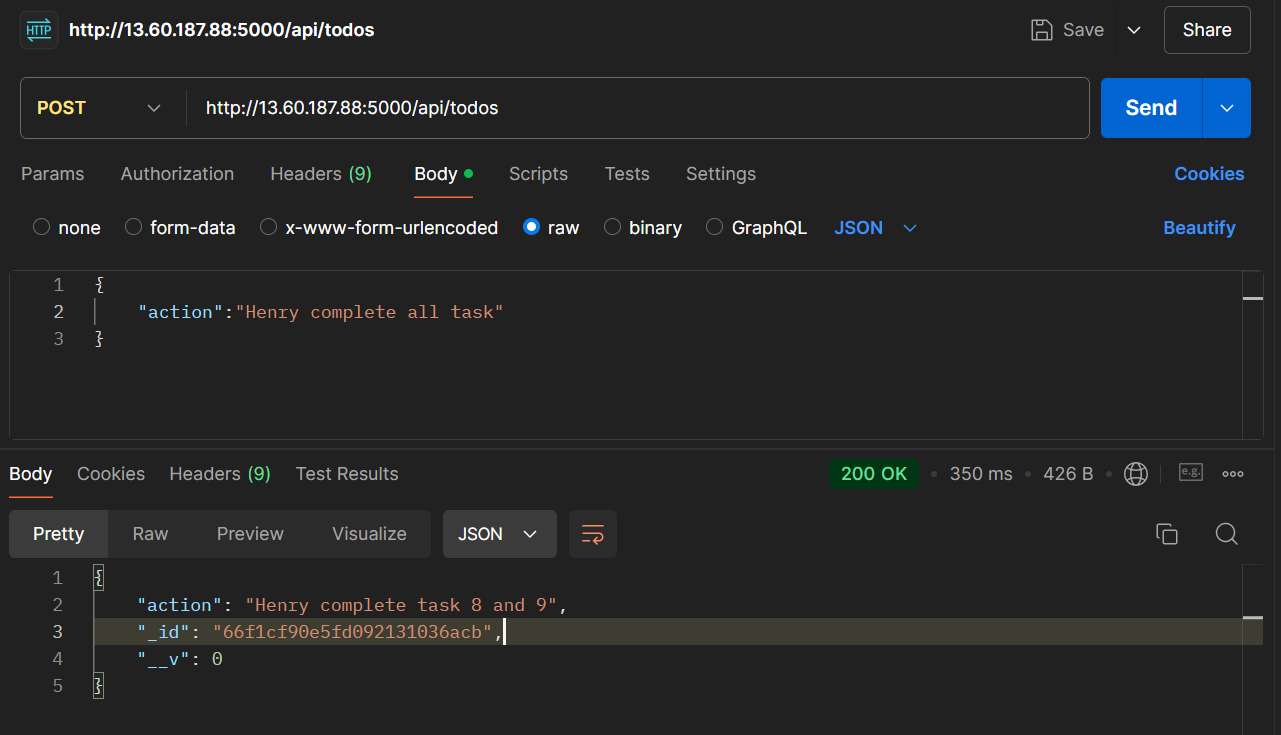 HTTP http://13.60.187.88:5000/api/todos Save Share
POST http://13.60.187.88:5000/api/todos Send
Params Authorization Headers (9) Body Scripts Tests Settings Cookies
none form-data x-www-form-urlencoded raw binary GraphQL JSON Beautify
1 {
2 "action":"Henry complete all task"
3 }
Body Cookies Headers (9) Test Results 200 OK 350 ms 426 B e.g.
Pretty Raw Preview Visualize JSON
1 {
2 "action": "Henry complete task 8 and 9",
3 "_id": "66f1cf90e5fd092131036acb",
4 "__v": 0
5 }